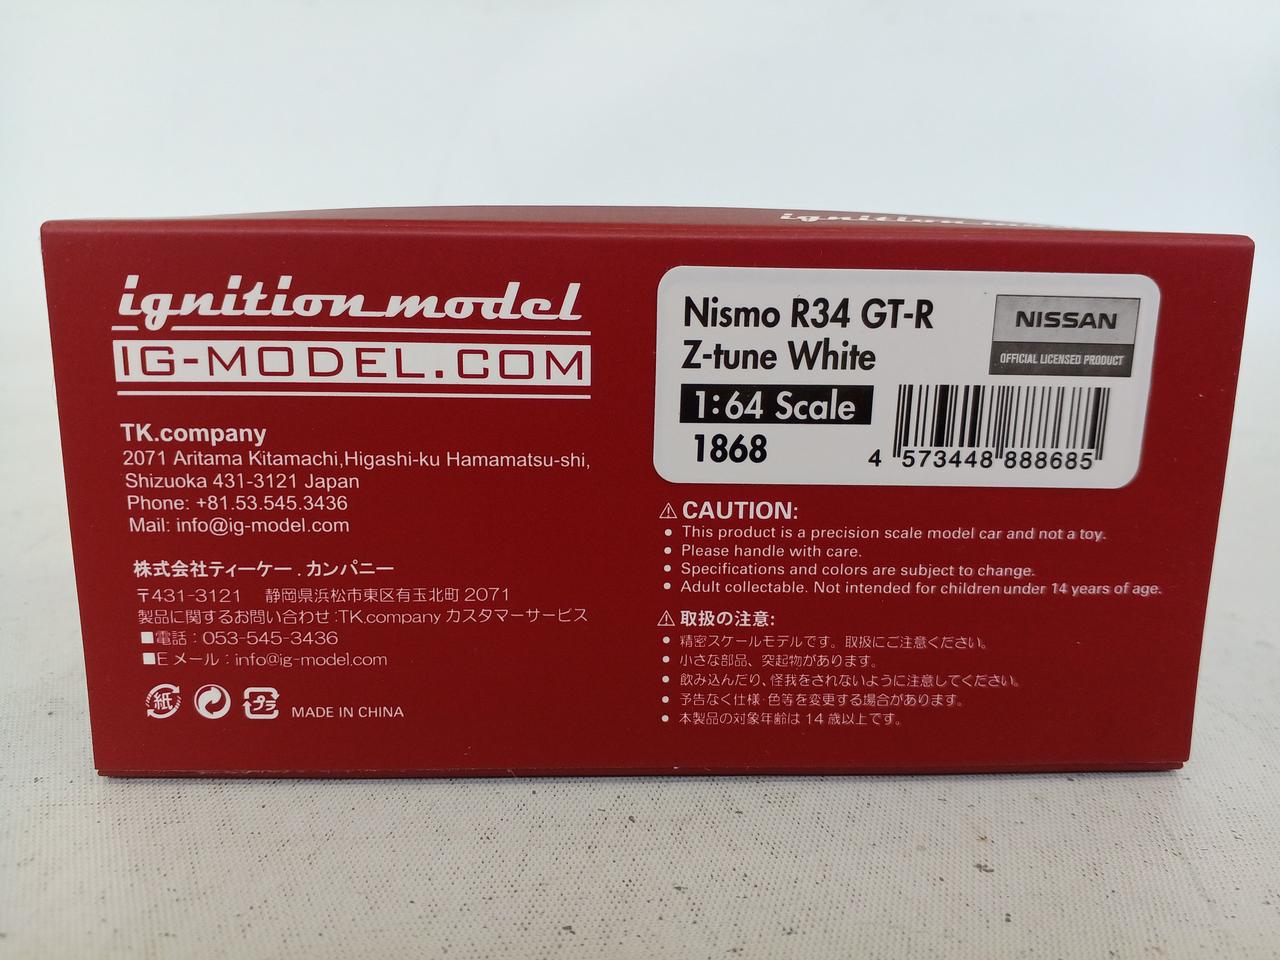 ignition model
IG-MODEL.COM
TK.company
2071 Aritama Kitamachi,Higashi-ku Hamamatsu-shi,
Shizuoka 431-3121 Japan
Phone: +81.53.545.3436
Mail: info@ig-model.com
株式会社ティーケー．カンパニー
〒431-3121 静岡県浜松市東区有玉北町 2071
製品に関するお問い合わせ：TK.company カスタマーサービス
■電話：053-545-3436
■E メール：info@ig-model.com
紙
プラ
MADE IN CHINA
Nismo R34 GT-R
Z-tune White
1:64 Scale
1868
NISSAN
OFFICIAL LICENSED PRODUCT
4 573448 888685
⚠ CAUTION:
● This product is a precision scale model car and not a toy.
● Please handle with care.
● Specifications and colors are subject to change.
● Adult collectable. Not intended for children under 14 years of age.
⚠ 取扱の注意:
● 精密スケールモデルです。取扱にご注意ください。
● 小さな部品、突起物があります。
● 飲み込んだり、怪我をされないように注意してください。
● 予告なく仕様・色等を変更する場合があります。
● 本製品の対象年齢は 14 歳以上です。